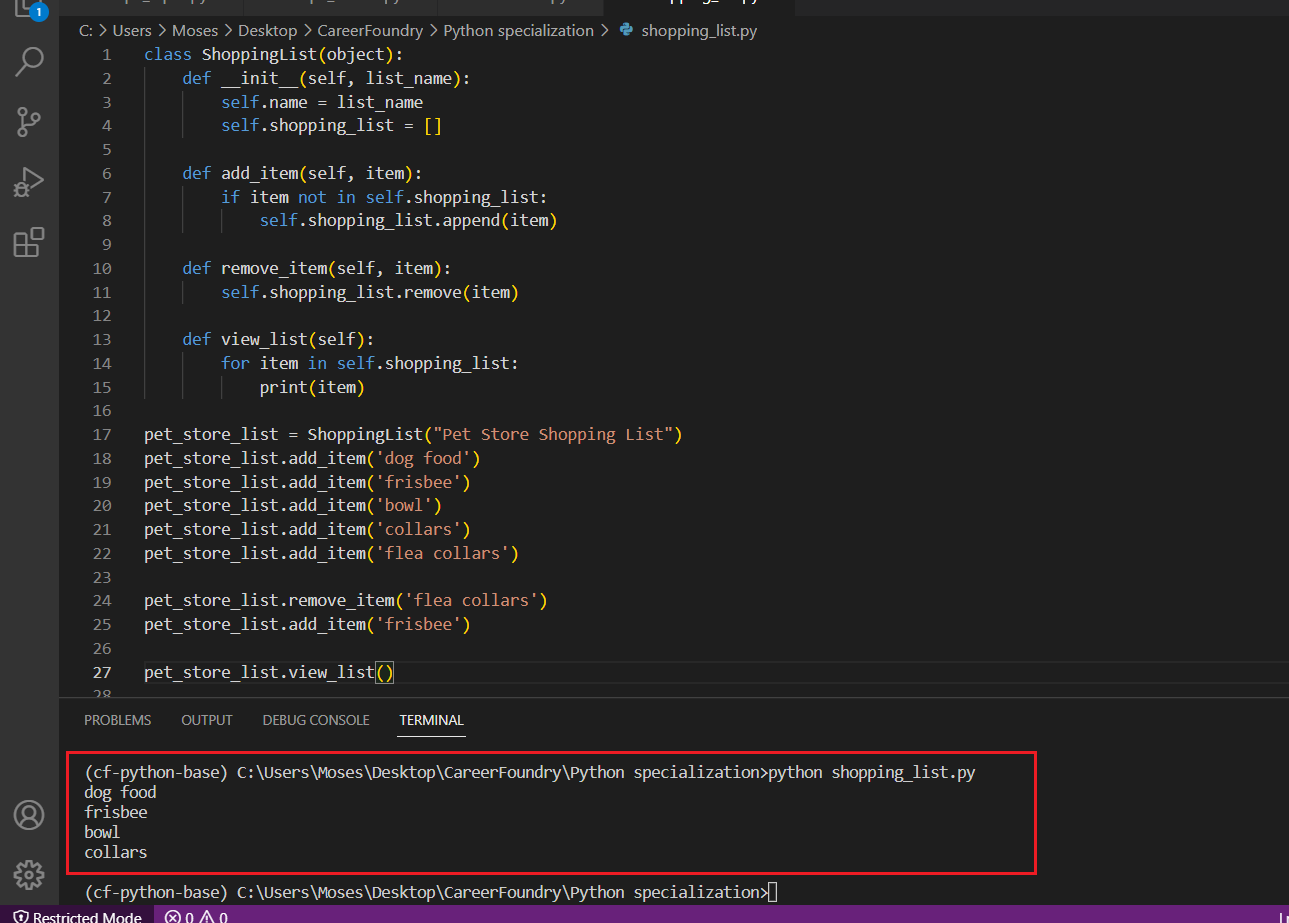 1
C: > Users > Moses > Desktop > CareerFoundry > Python specialization > shopping_list.py
1 class ShoppingList(object):
2     def __init__(self, list_name):
3         self.name = list_name
4         self.shopping_list = []
5
6     def add_item(self, item):
7         if item not in self.shopping_list:
8             self.shopping_list.append(item)
9
10     def remove_item(self, item):
11         self.shopping_list.remove(item)
12
13     def view_list(self):
14         for item in self.shopping_list:
15             print(item)
16
17 pet_store_list = ShoppingList("Pet Store Shopping List")
18 pet_store_list.add_item('dog food')
19 pet_store_list.add_item('frisbee')
20 pet_store_list.add_item('bowl')
21 pet_store_list.add_item('collars')
22 pet_store_list.add_item('flea collars')
23
24 pet_store_list.remove_item('flea collars')
25 pet_store_list.add_item('frisbee')
26
27 pet_store_list.view_list()
28
PROBLEMS OUTPUT DEBUG CONSOLE TERMINAL
(cf-python-base) C:\Users\Moses\Desktop\CareerFoundry\Python specialization>python shopping_list.py
dog food
frisbee
bowl
collars
(cf-python-base) C:\Users\Moses\Desktop\CareerFoundry\Python specialization>
Restricted Mode 0 0